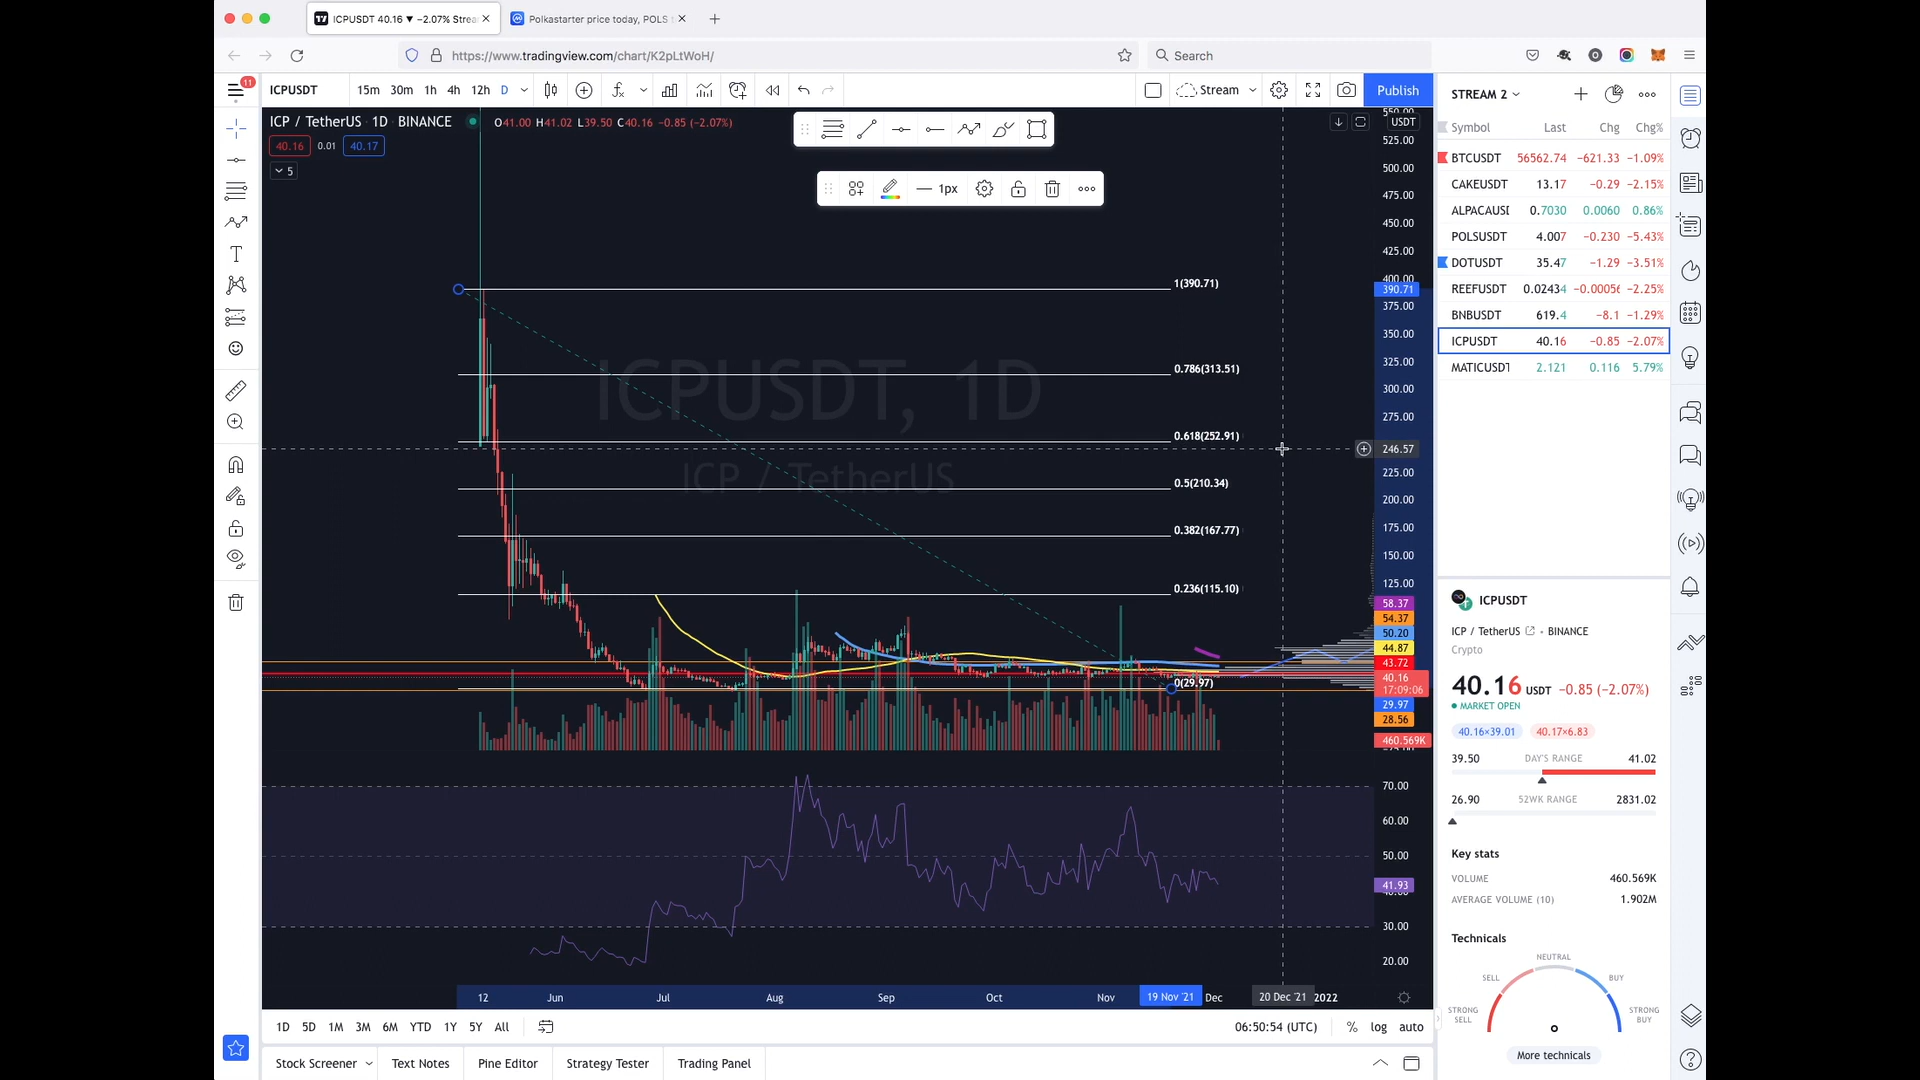 ICPUSDT 40.16 ▼ −2.07% Strea
Polkastarter price today, POLS
https://www.tradingview.com/chart/K2pLtWoH/
Search
11
ICPUSDT
15m 30m 1h 4h 12h D
Stream
Publish
ICP / TetherUS · 1D · BINANCE
O41.00 H41.02 L39.50 C40.16 −0.85 (−2.07%)
40.16 0.01 40.17
5
1px
ICPUSDT, 1D
ICP / TetherUS
1(390.71)
0.786(313.51)
0.618(252.91)
0.5(210.34)
0.382(167.77)
0.236(115.10)
0(29.97)
550.00
USDT
525.00
500.00
475.00
450.00
425.00
400.00
390.71
375.00
350.00
325.00
300.00
275.00
246.57
225.00
200.00
175.00
150.00
125.00
58.37
54.37
50.20
44.87
43.72
40.16
17:09:06
29.97
28.56
460.569K
70.00
60.00
50.00
41.93
30.00
20.00
12 Jun Jul Aug Sep Oct Nov 19 Nov '21 Dec 20 Dec '21 2022
1D 5D 1M 3M 6M YTD 1Y 5Y All
06:50:54 (UTC) % log auto
Stock Screener Text Notes Pine Editor Strategy Tester Trading Panel
STREAM 2
Symbol Last Chg Chg%
BTCUSDT 56562.74 −621.33 −1.09%
CAKEUSDT 13.17 −0.29 −2.15%
ALPACAUSD 0.7030 0.0060 0.86%
POLSUSDT 4.007 −0.230 −5.43%
DOTUSDT 35.47 −1.29 −3.51%
REEFUSDT 0.02434 −0.00056 −2.25%
BNBUSDT 619.4 −8.1 −1.29%
ICPUSDT 40.16 −0.85 −2.07%
MATICUSDT 2.121 0.116 5.79%
ICPUSDT
ICP / TetherUS · BINANCE
Crypto
40.16 USDT −0.85 (−2.07%)
MARKET OPEN
40.16×39.01 40.17×6.83
39.50 DAY'S RANGE 41.02
26.90 52WK RANGE 2831.02
Key stats
VOLUME 460.569K
AVERAGE VOLUME (10) 1.902M
Technicals
NEUTRAL
SELL BUY
STRONG SELL STRONG BUY
More technicals